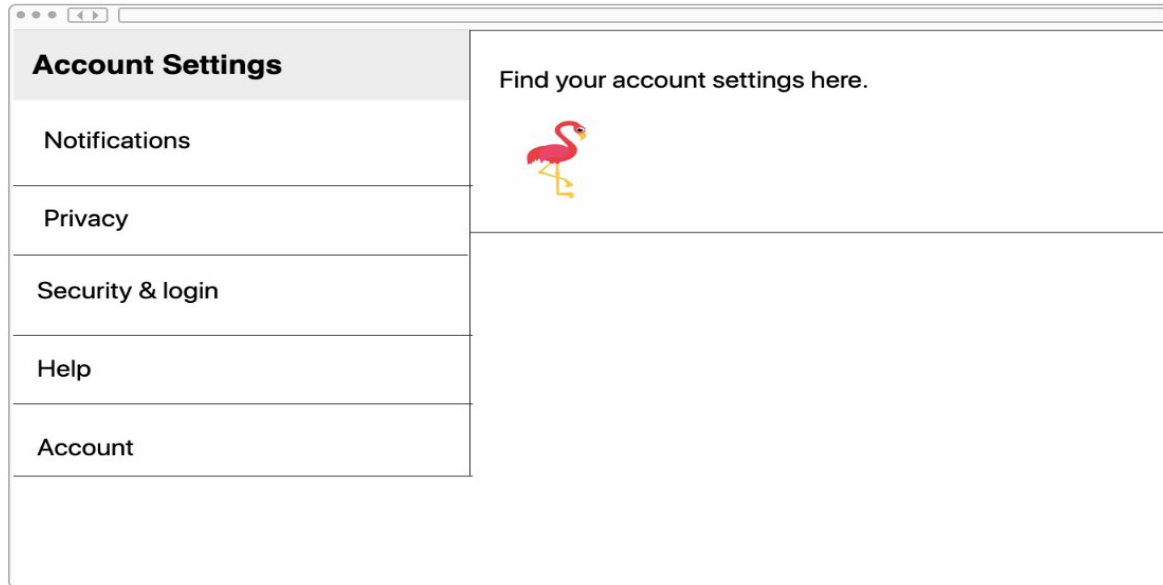 Account Settings
Notifications
Privacy
Security & login
Help
Account
Find your account settings here.